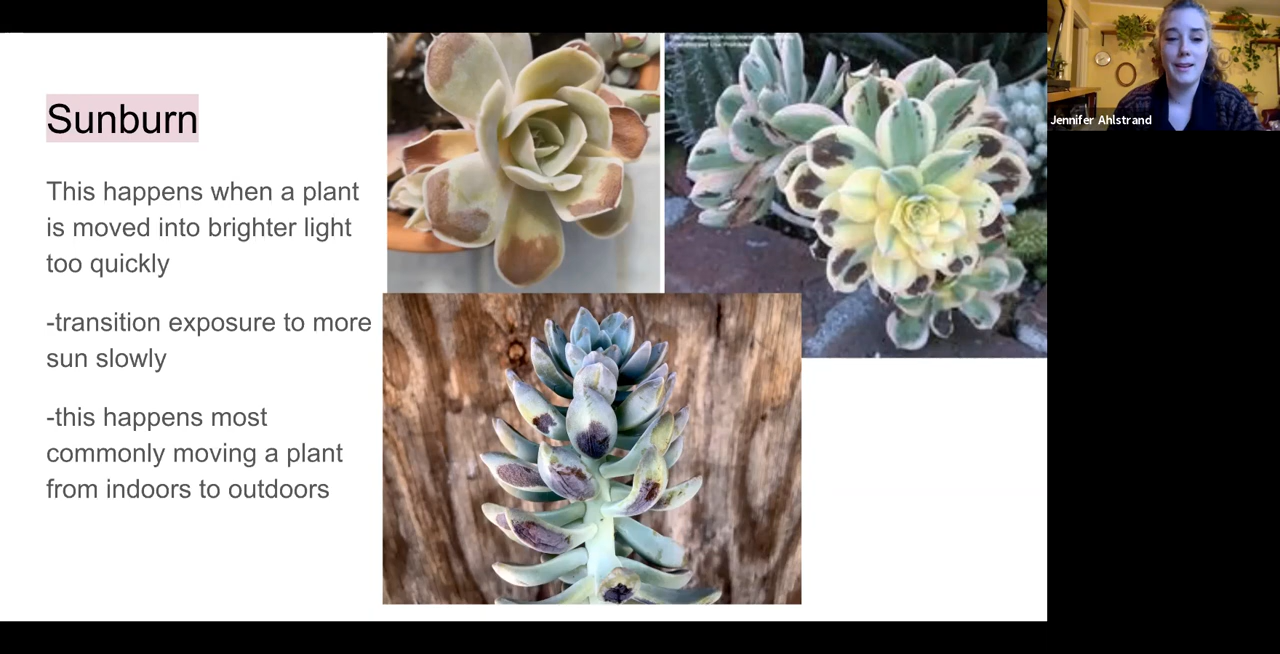 Sunburn
This happens when a plant
is moved into brighter light
too quickly
-transition exposure to more
sun slowly
-this happens most
commonly moving a plant
from indoors to outdoors
Jennifer Ahlstrand